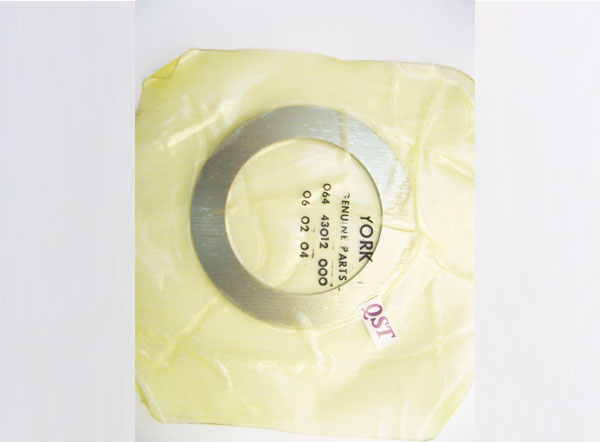 YORK
GENUINE PARTS
064 43012 000
06 02 04
QST